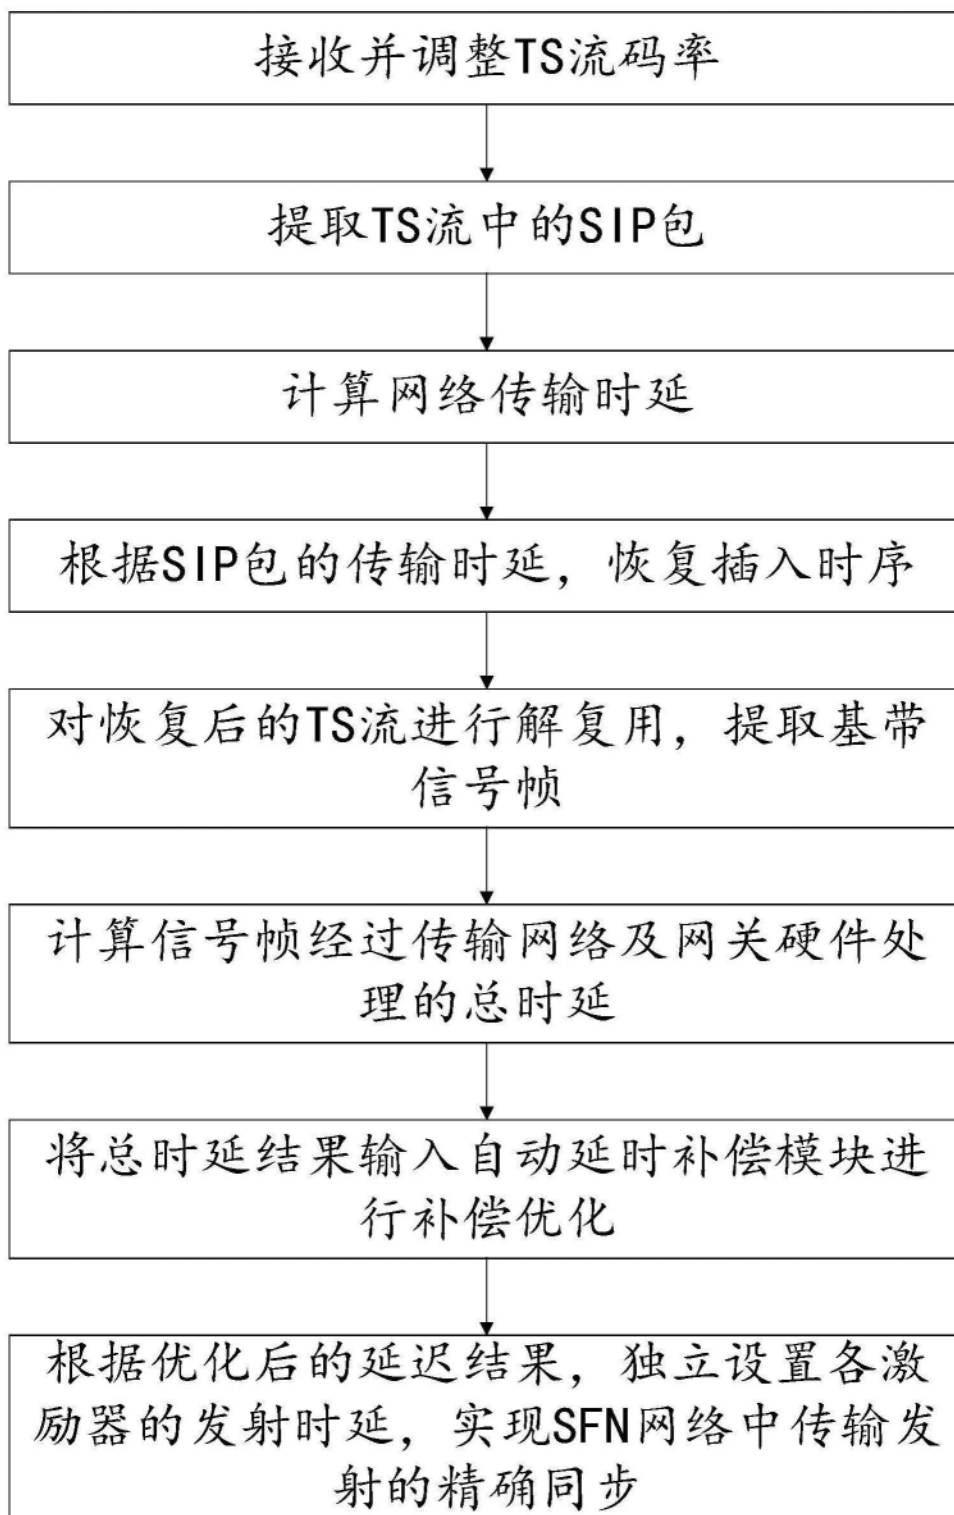 接收并调整TS流码率
提取TS流中的SIP包
计算网络传输时延
根据SIP包的传输时延，恢复插入时序
对恢复后的TS流进行解复用，提取基带
信号帧
计算信号帧经过传输网络及网关硬件处
理的总时延
将总时延结果输入自动延时补偿模块进
行补偿优化
根据优化后的延迟结果，独立设置各激
励器的发射时延，实现SFN网络中传输发
射的精确同步